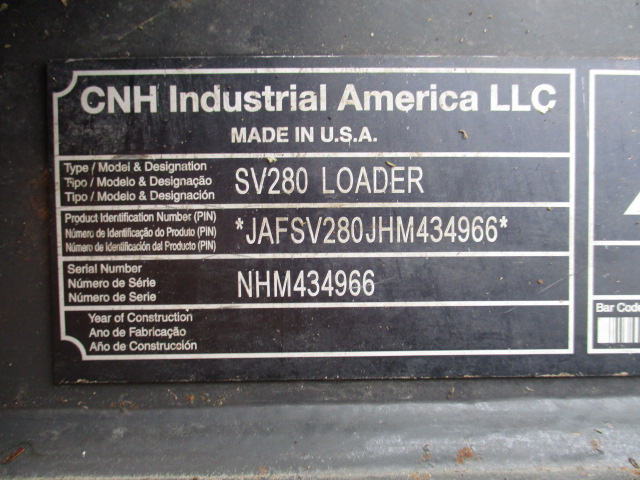 CNH Industrial America LLC
MADE IN U.S.A.
Type / Model & Designation
Tipo / Modelo & Designação
Tipo / Modelo & Designación
SV280 LOADER
Product Identification Number (PIN)
Número de Identificação do Produto (PIN)
Número de Identificación del Producto (PIN)
*JAFSV280JHM434966*
Serial Number
Número de Série
Número de Serie
NHM434966
Year of Construction
Ano de Fabricação
Año de Construcción
Bar Code